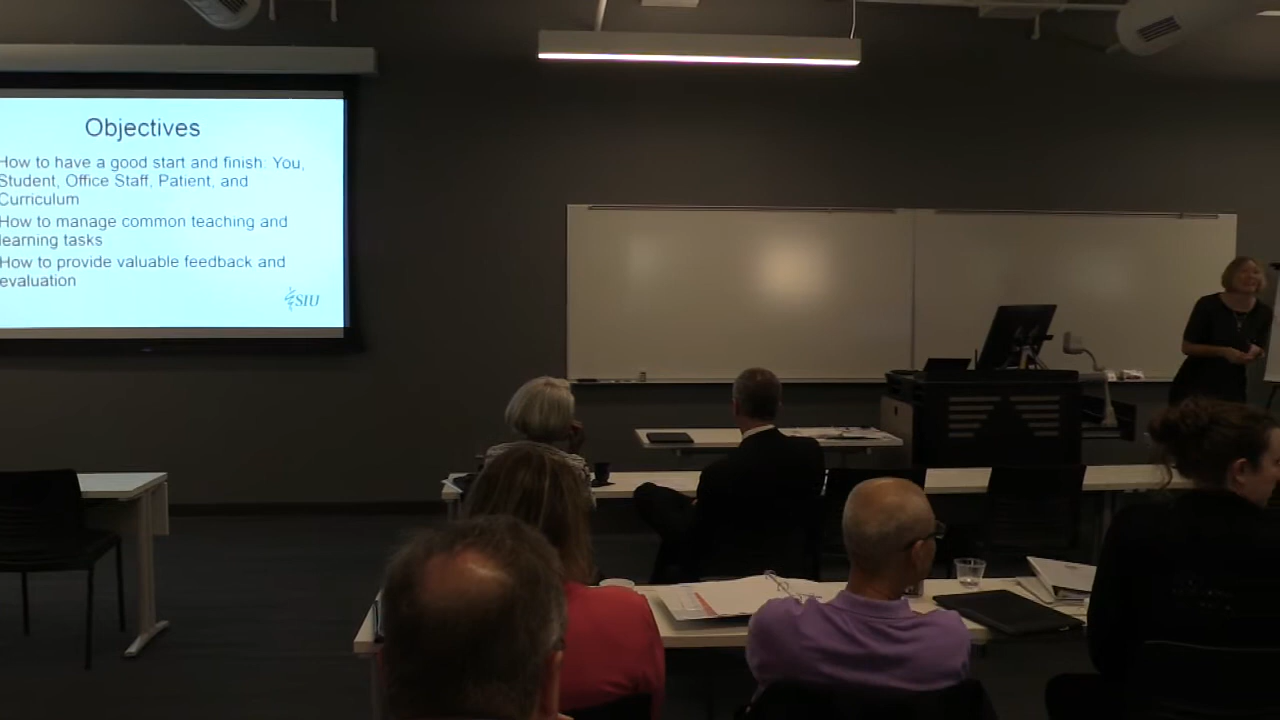 Objectives
How to have a good start and finish: You,
Student, Office Staff, Patient, and
Curriculum
How to manage common teaching and
learning tasks
How to provide valuable feedback and
evaluation
SIU